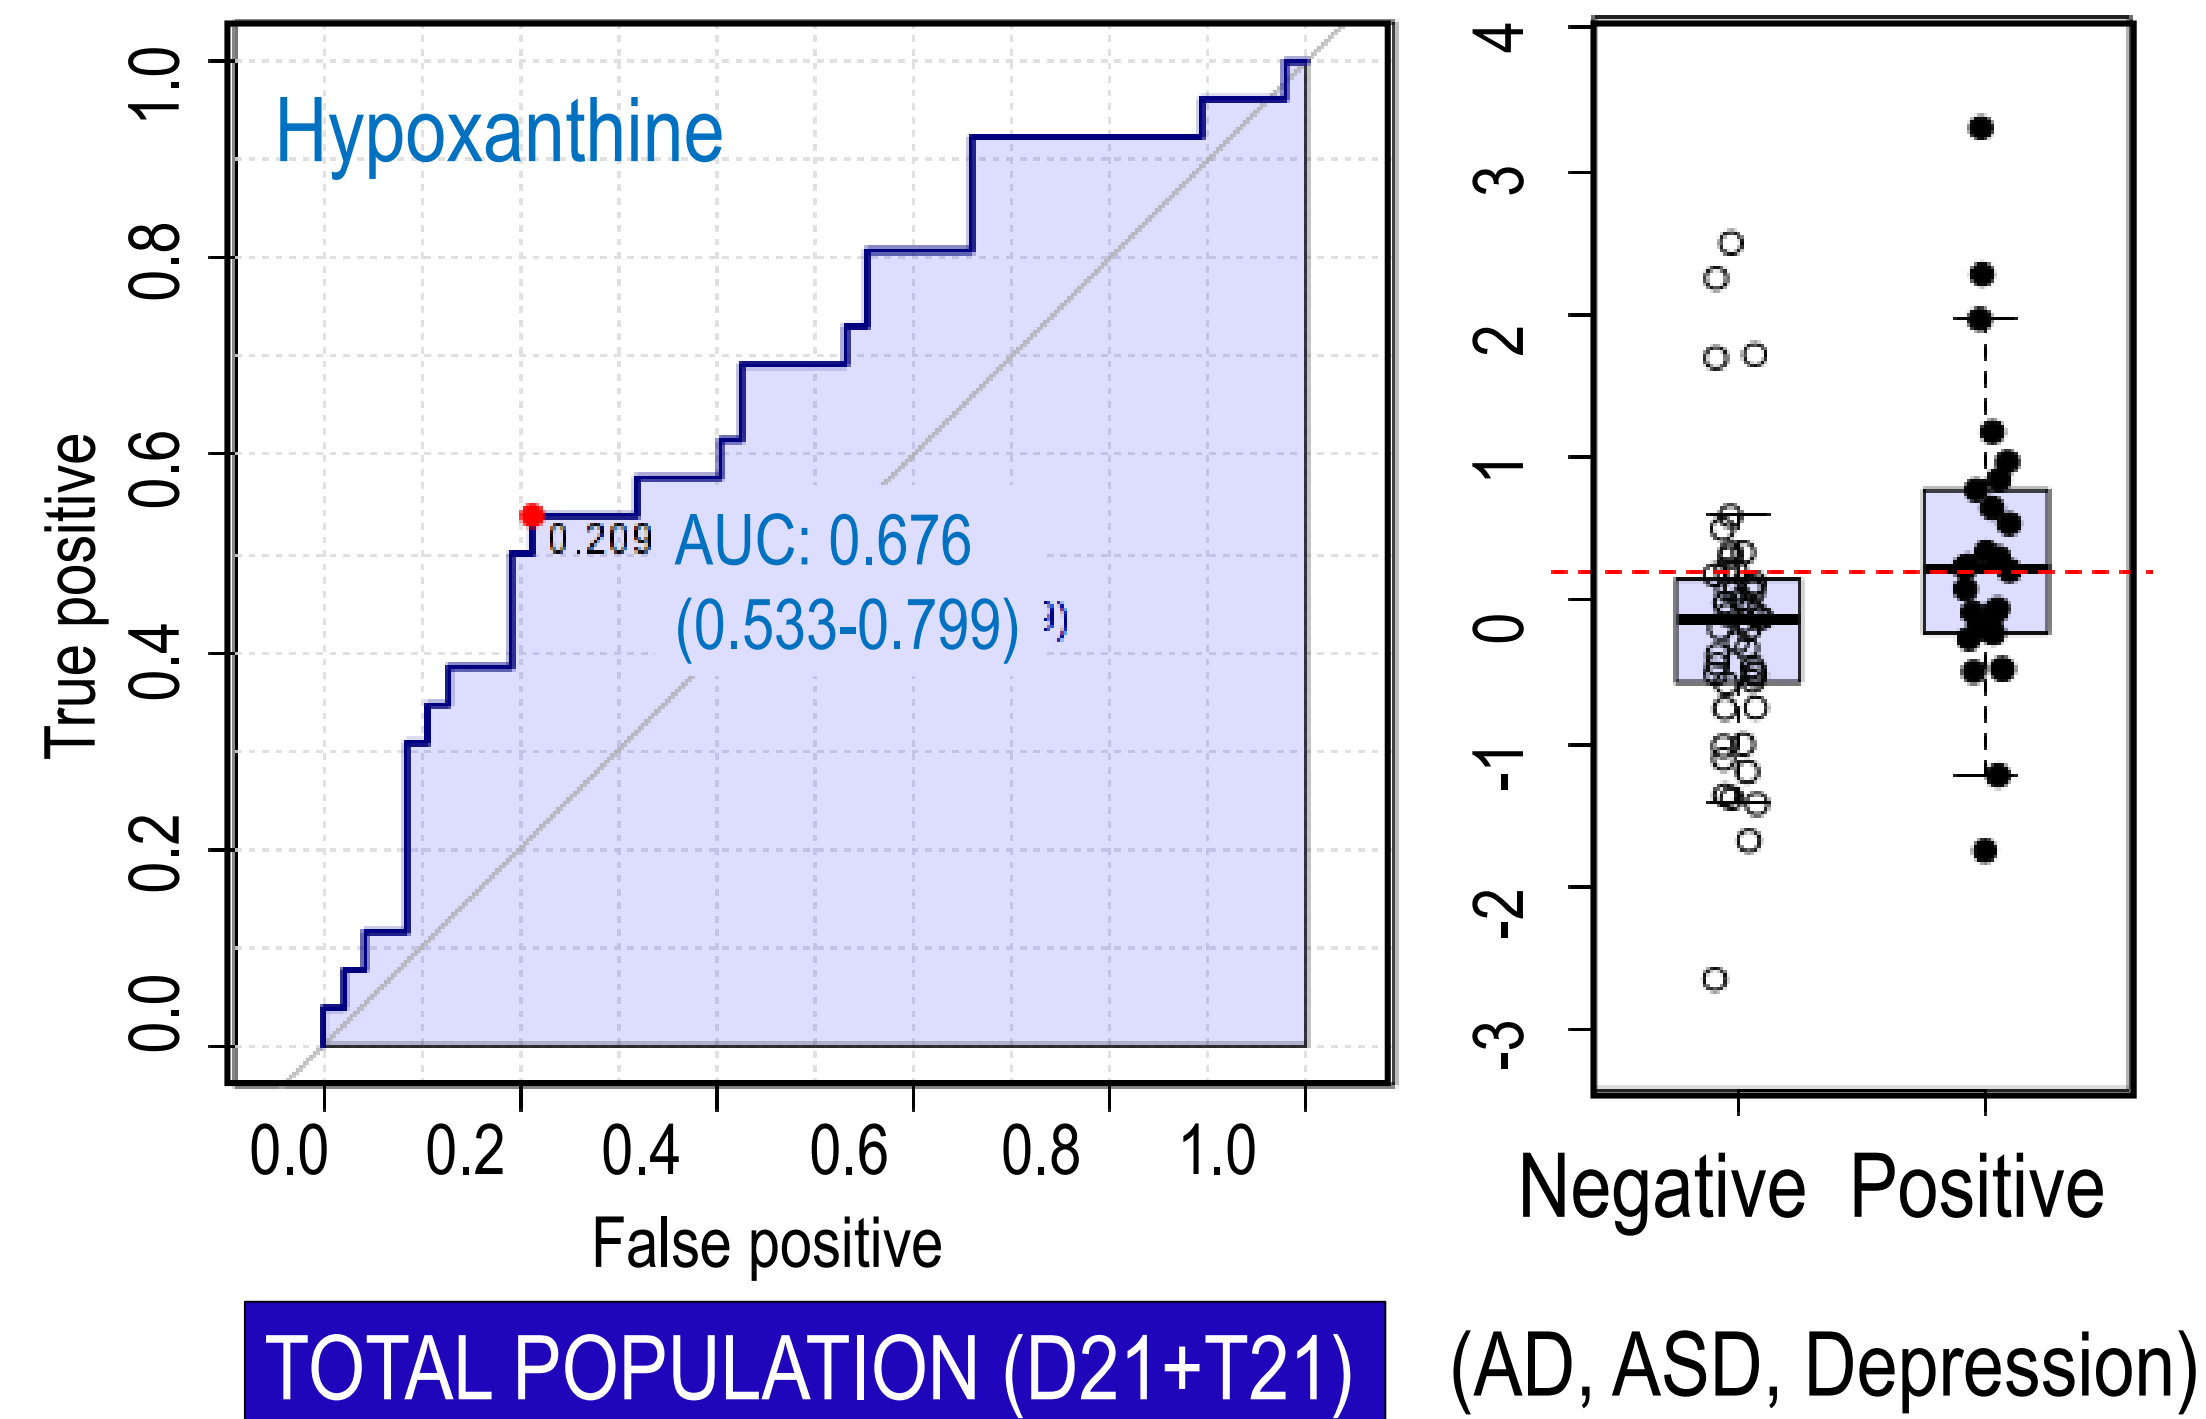 Hypoxanthine
True positive
1.0
0.8
0.6
0.4
0.2
0.0
0.209
AUC: 0.676
(0.533-0.799)
0.0 0.2 0.4 0.6 0.8 1.0
False positive
TOTAL POPULATION (D21+T21)
4
3
2
1
0
-1
-2
-3
Negative Positive
(AD, ASD, Depression)